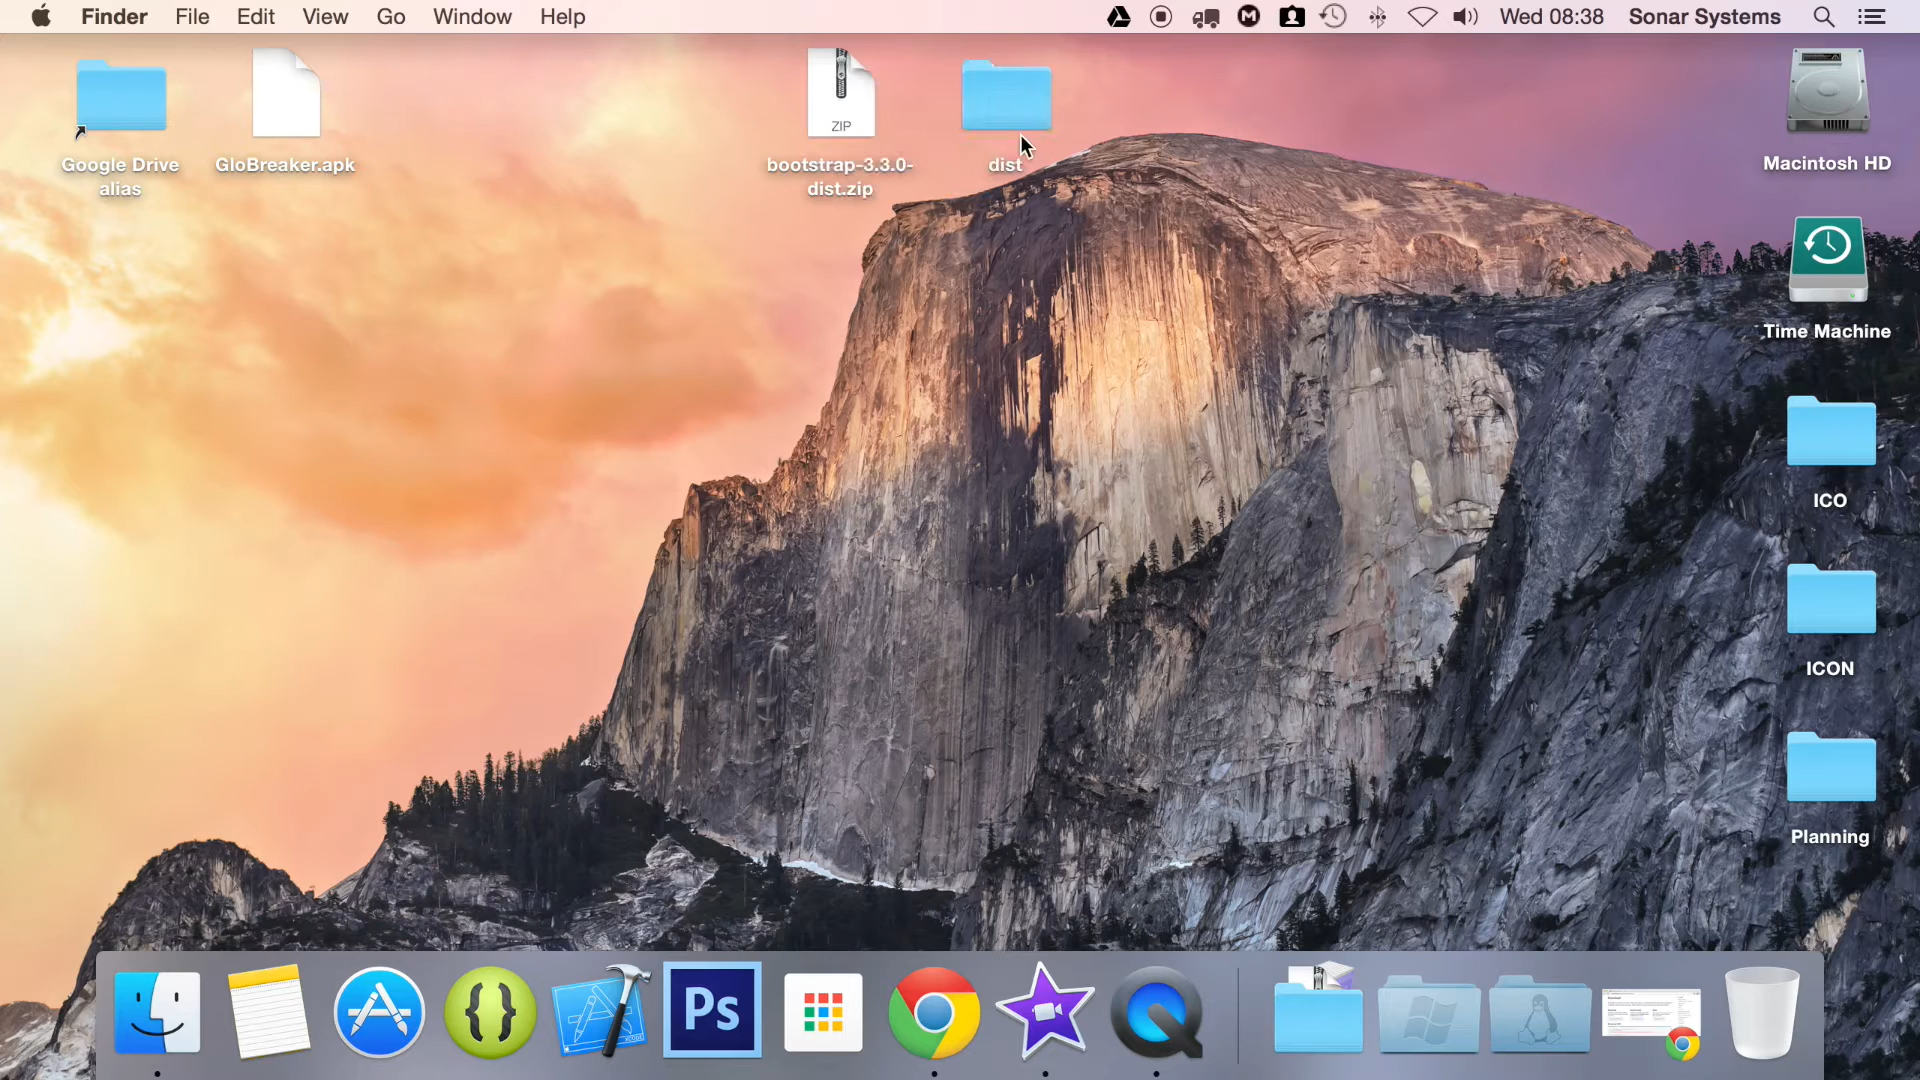 Finder File Edit View Go Window Help Wed 08:38 Sonar Systems
Google Drive
alias
GloBreaker.apk
ZIP
bootstrap-3.3.0-
dist.zip
dist
Macintosh HD
Time Machine
ICO
ICON
Planning
Ps